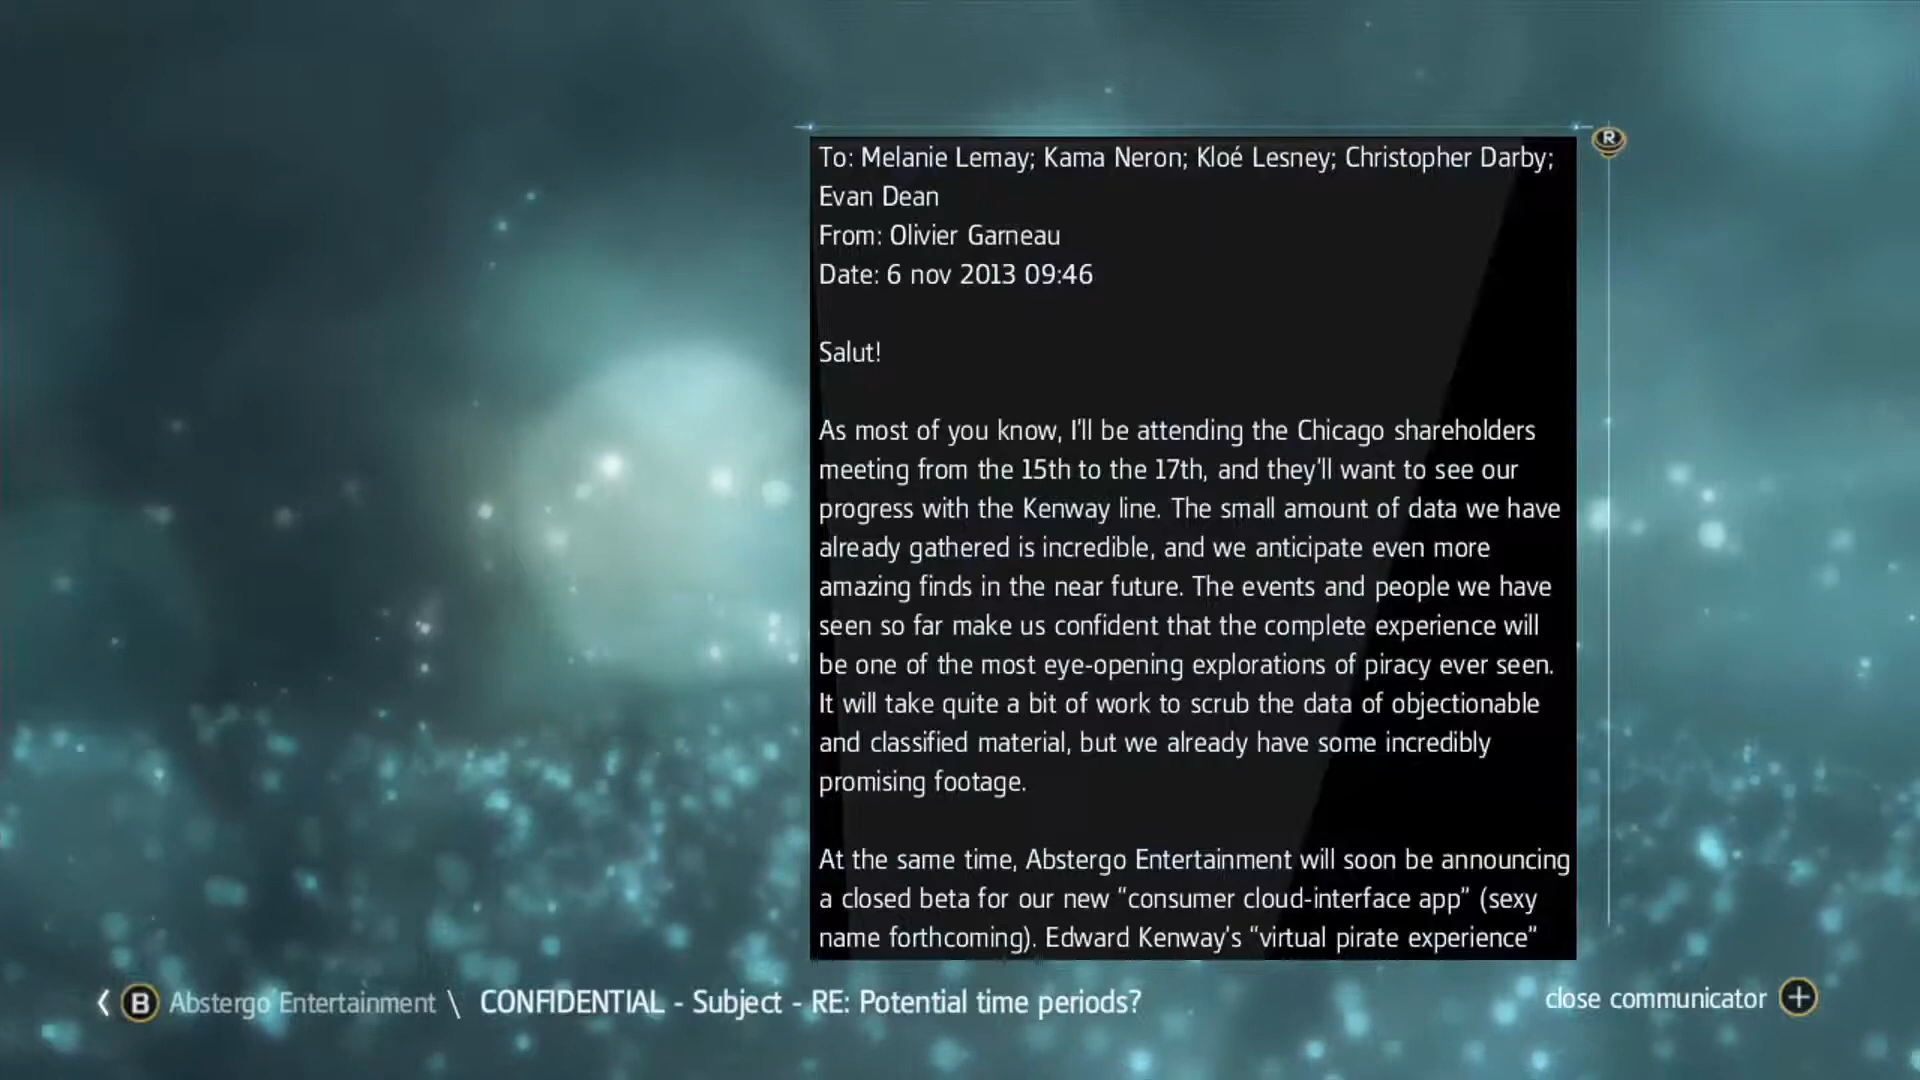 To: Melanie Lemay; Kama Neron; Kloé Lesney; Christopher Darby;
Evan Dean
From: Olivier Garneau
Date: 6 nov 2013 09:46
Salut!
As most of you know, I'll be attending the Chicago shareholders
meeting from the 15th to the 17th, and they'll want to see our
progress with the Kenway line. The small amount of data we have
already gathered is incredible, and we anticipate even more
amazing finds in the near future. The events and people we have
seen so far make us confident that the complete experience will
be one of the most eye-opening explorations of piracy ever seen.
It will take quite a bit of work to scrub the data of objectionable
and classified material, but we already have some incredibly
promising footage.
At the same time, Abstergo Entertainment will soon be announcing
a closed beta for our new “consumer cloud-interface app” (sexy
name forthcoming). Edward Kenway's “virtual pirate experience”
R
B Abstergo Entertainment \ CONFIDENTIAL - Subject - RE: Potential time periods?
close communicator +